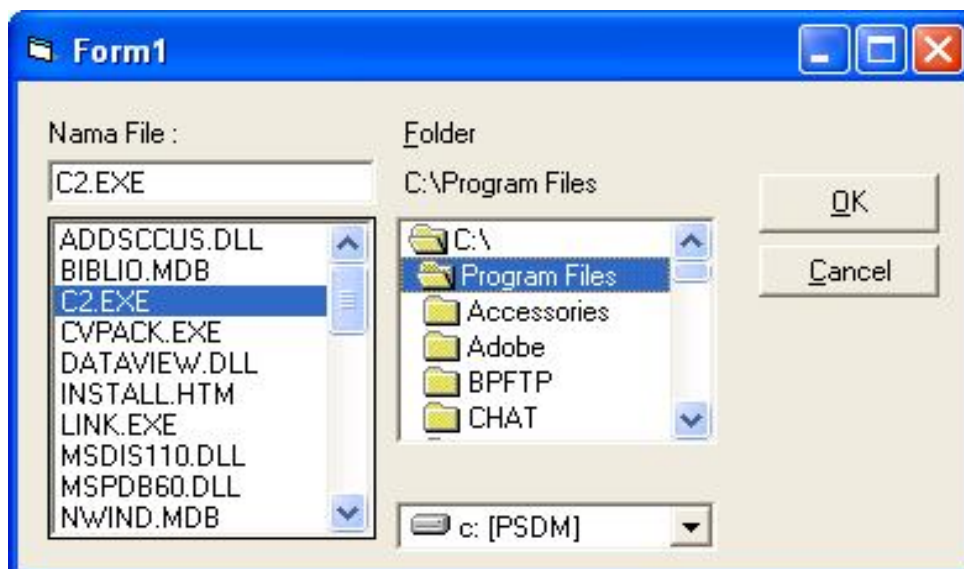 Form1
Nama File :
C2.EXE
ADDSCCUS.DLL
BIBLIO.MDB
C2.EXE
CVPACK.EXE
DATAVIEW.DLL
INSTALL.HTM
LINK.EXE
MSDIS110.DLL
MSPDB60.DLL
NWIND.MDB
Folder
C:\Program Files
C:\
Program Files
Accessories
Adobe
BPFTP
CHAT
c: [PSDM]
OK
Cancel